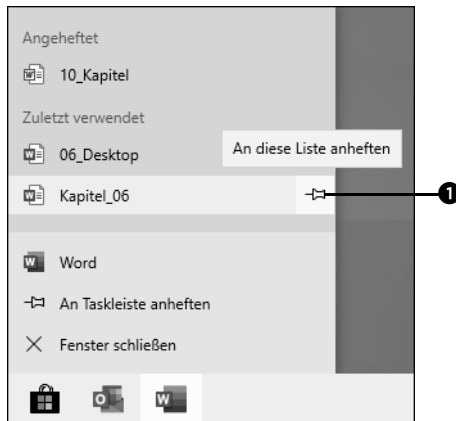 Angeheftet
10_Kapitel
Zuletzt verwendet
06_Desktop
An diese Liste anheften
Kapitel_06
1
Word
An Taskleiste anheften
Fenster schließen